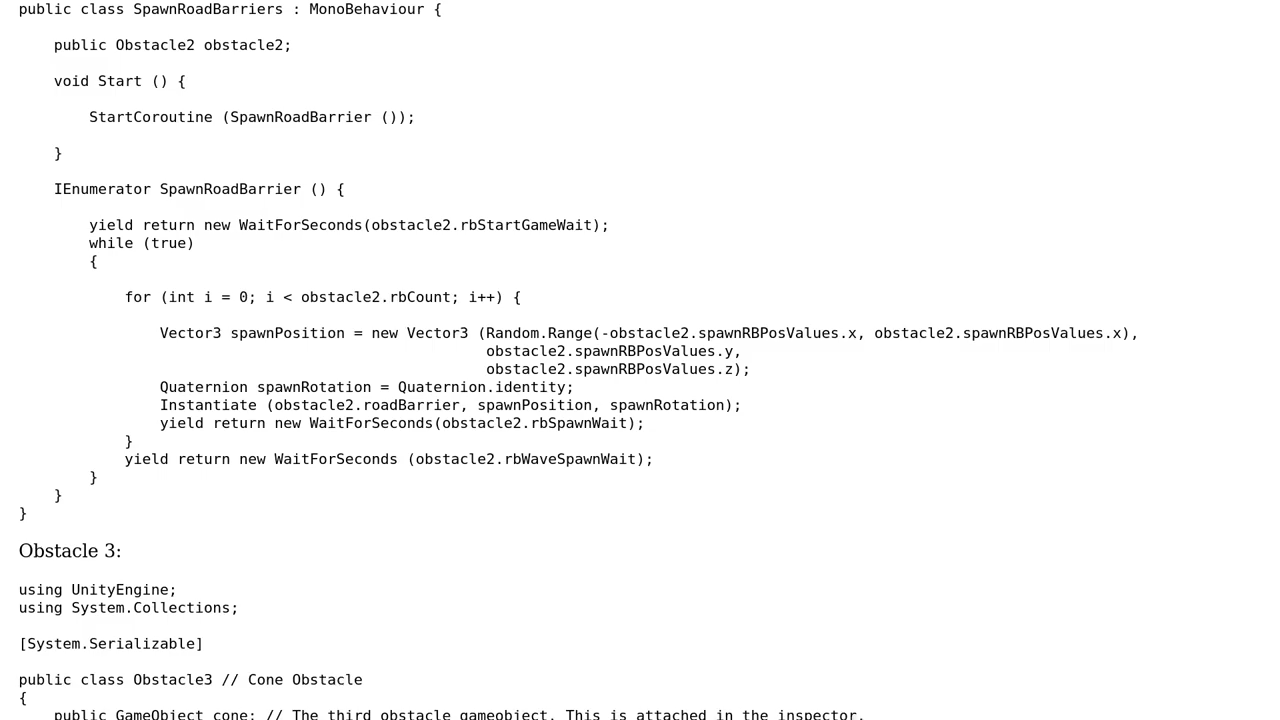 public class SpawnRoadBarriers : MonoBehaviour {
public Obstacle2 obstacle2;
void Start () {
StartCoroutine (SpawnRoadBarrier ());
}
IEnumerator SpawnRoadBarrier () {
yield return new WaitForSeconds(obstacle2.rbStartGameWait);
while (true)
{
for (int i = 0; i < obstacle2.rbCount; i++) {
Vector3 spawnPosition = new Vector3 (Random.Range(-obstacle2.spawnRBPosValues.x, obstacle2.spawnRBPosValues.x),
obstacle2.spawnRBPosValues.y,
obstacle2.spawnRBPosValues.z);
Quaternion spawnRotation = Quaternion.identity;
Instantiate (obstacle2.roadBarrier, spawnPosition, spawnRotation);
yield return new WaitForSeconds(obstacle2.rbSpawnWait);
}
yield return new WaitForSeconds (obstacle2.rbWaveSpawnWait);
}
}
}
Obstacle 3:
using UnityEngine;
using System.Collections;
[System.Serializable]
public class Obstacle3 // Cone Obstacle
{
public GameObject cone; // The third obstacle gameobject. This is attached in the inspector.